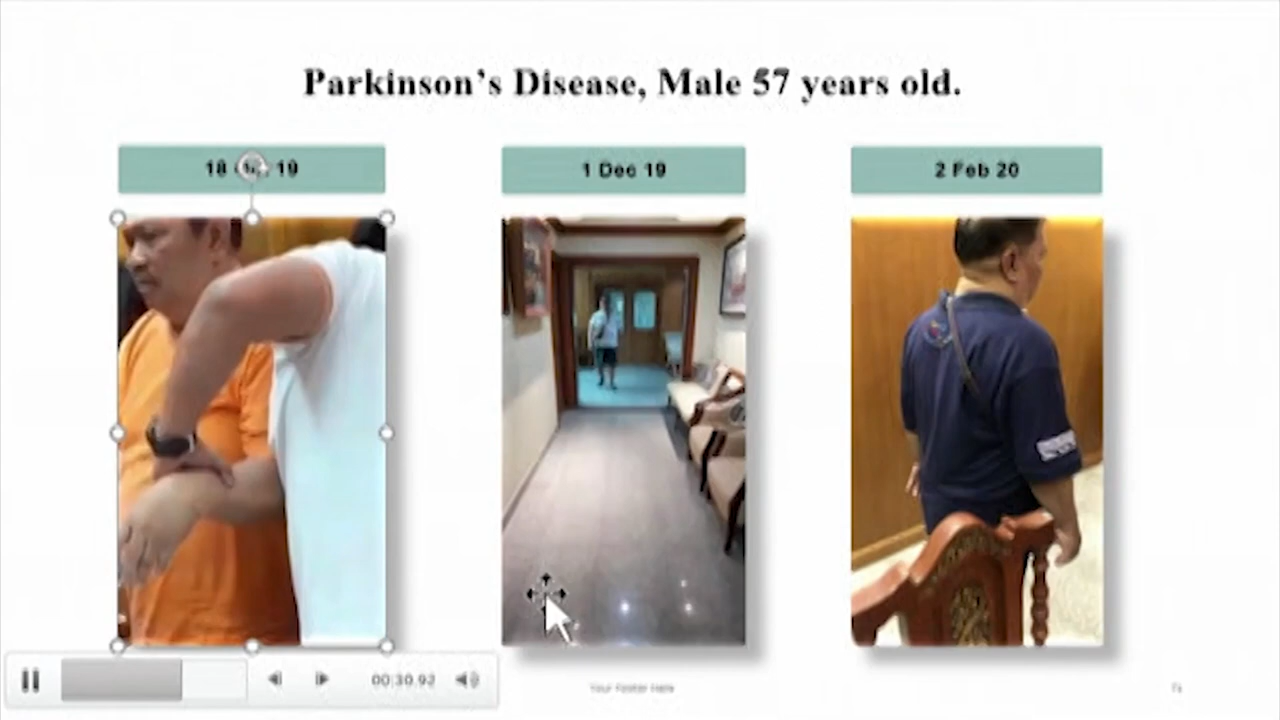 Parkinson's Disease, Male 57 years old.
18
19
1 Dec 19
2 Feb 20
00:30.92
Your Footer Here